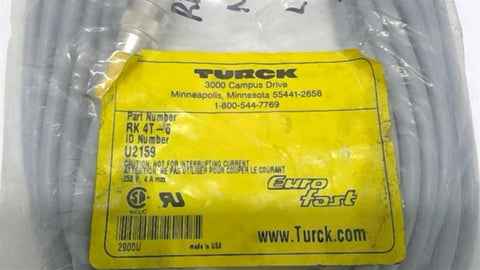 TURCK
3000 Campus Drive
Minneapolis, Minnesota 55441-2656
1-800-544-7769
Part Number
RK 4T-6
ID Number
U2159
CAUTION: NOT FOR INTERRUPTING CURRENT
ATTENTION: NE PAS UTILISER POUR COUPER LE COURANT
250 V, 4 A
Euro
fast
www.Turck.com
2900U
made in USA